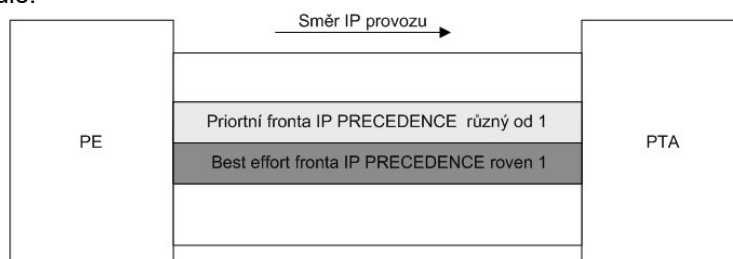 Směr IP provozu
Priortní fronta IP PRECEDENCE různý od 1
PE
PTA
Best effort fronta IP PRECEDENCE roven 1